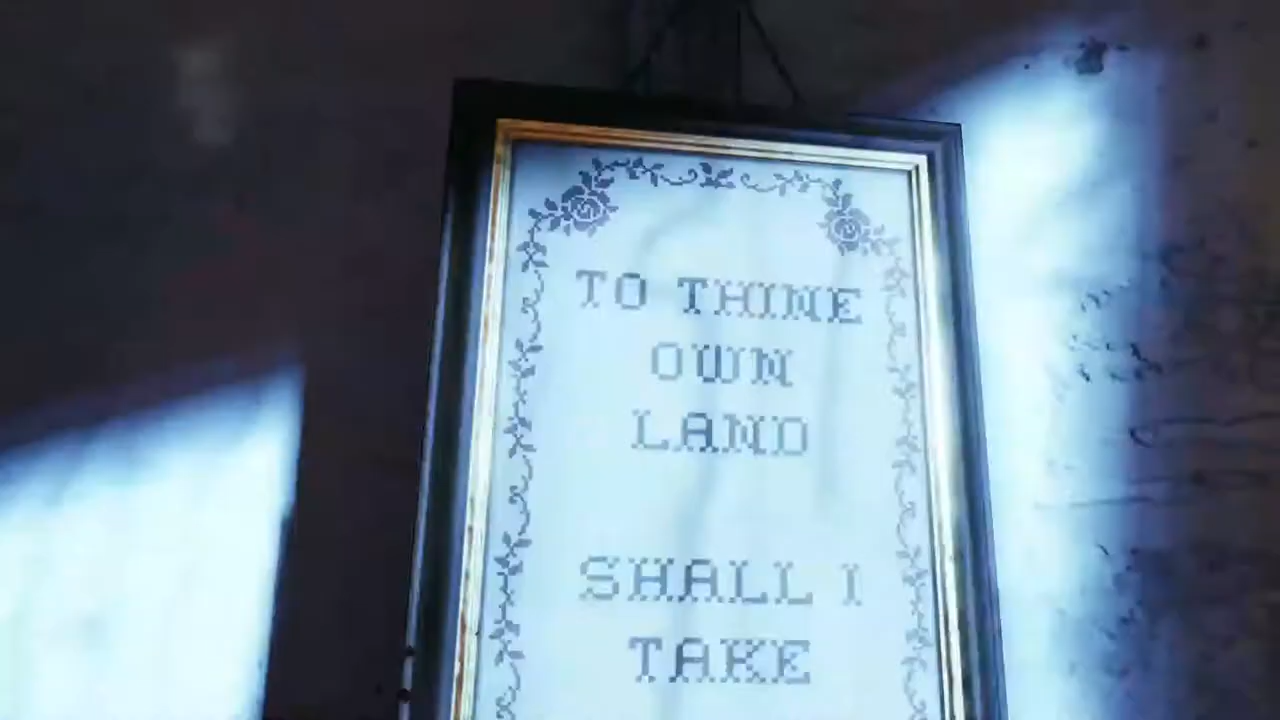 TO THINE
OWN
LAND
SHALL I
TAKE